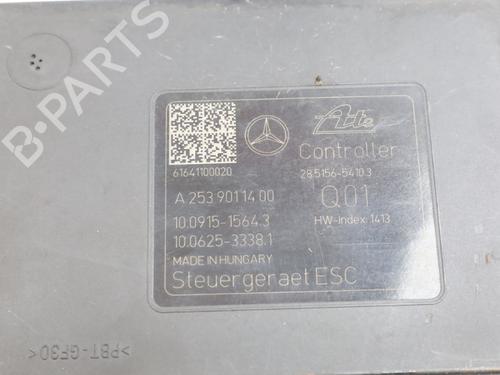 B-PARTS
Ate
Controller
61641100020
28.5156-5410.3
A 253 901 14 00
Q01
10.0915-1564.3
HW-Index: 1413
10.0625-3338.1
MADE IN HUNGARY
Steuergeraet ESC
>PBT-GF30<